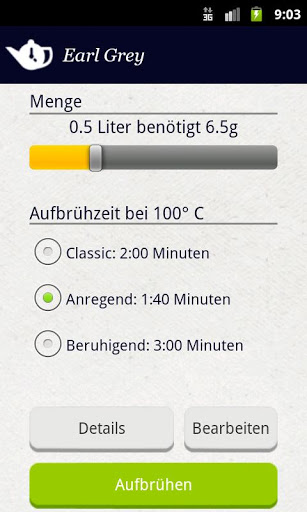 3G 9:03
Earl Grey
Menge
0.5 Liter benötigt 6.5g
Aufbrühzeit bei 100° C
Classic: 2:00 Minuten
Anregend: 1:40 Minuten
Beruhigend: 3:00 Minuten
Details Bearbeiten
Aufbrühen